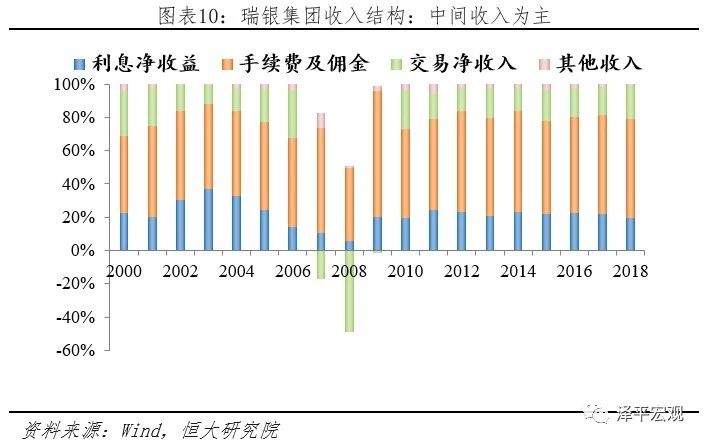 图表10：瑞银集团收入结构：中间收入为主
利息净收益 手续费及佣金 交易净收入 其他收入
100%
80%
60%
40%
20%
0%
-20%
-40%
-60%
2000 2002 2004 2006 2008 2010 2012 2014 2016 2018
泽平宏观
资料来源：Wind，恒大研究院